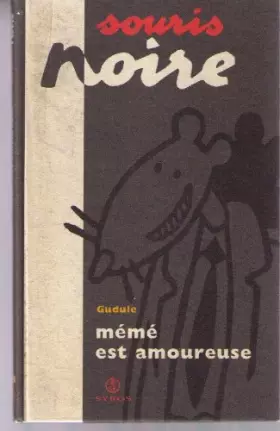 souris
noire
Gudule
mémé
est amoureuse
SYROS